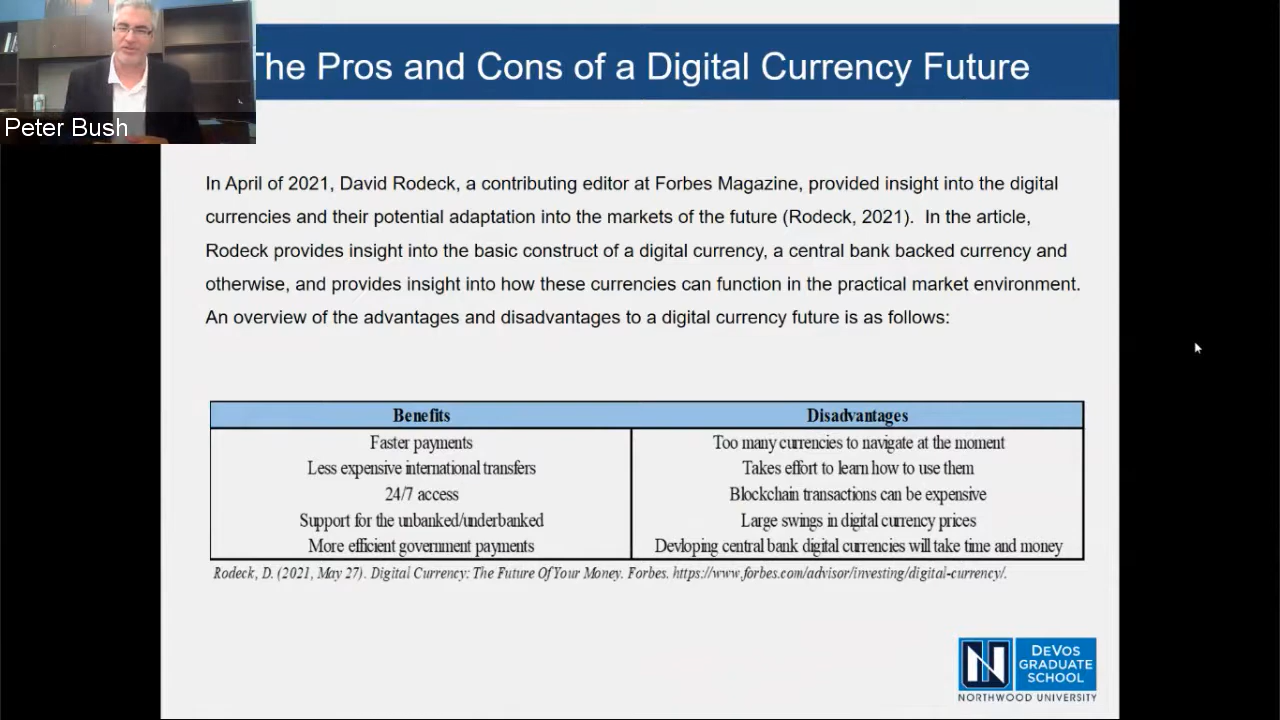 The Pros and Cons of a Digital Currency Future
Peter Bush
In April of 2021, David Rodeck, a contributing editor at Forbes Magazine, provided insight into the digital
currencies and their potential adaptation into the markets of the future (Rodeck, 2021). In the article,
Rodeck provides insight into the basic construct of a digital currency, a central bank backed currency and
otherwise, and provides insight into how these currencies can function in the practical market environment.
An overview of the advantages and disadvantages to a digital currency future is as follows:
Benefits Disadvantages
Faster payments Too many currencies to navigate at the moment
Less expensive international transfers Takes effort to learn how to use them
24/7 access Blockchain transactions can be expensive
Support for the unbanked/underbanked Large swings in digital currency prices
More efficient government payments Devloping central bank digital currencies will take time and money
Rodeck, D. (2021, May 27). Digital Currency: The Future Of Your Money. Forbes. https://www.forbes.com/advisor/investing/digital-currency/.
N
DEVOS
GRADUATE
SCHOOL
NORTHWOOD UNIVERSITY